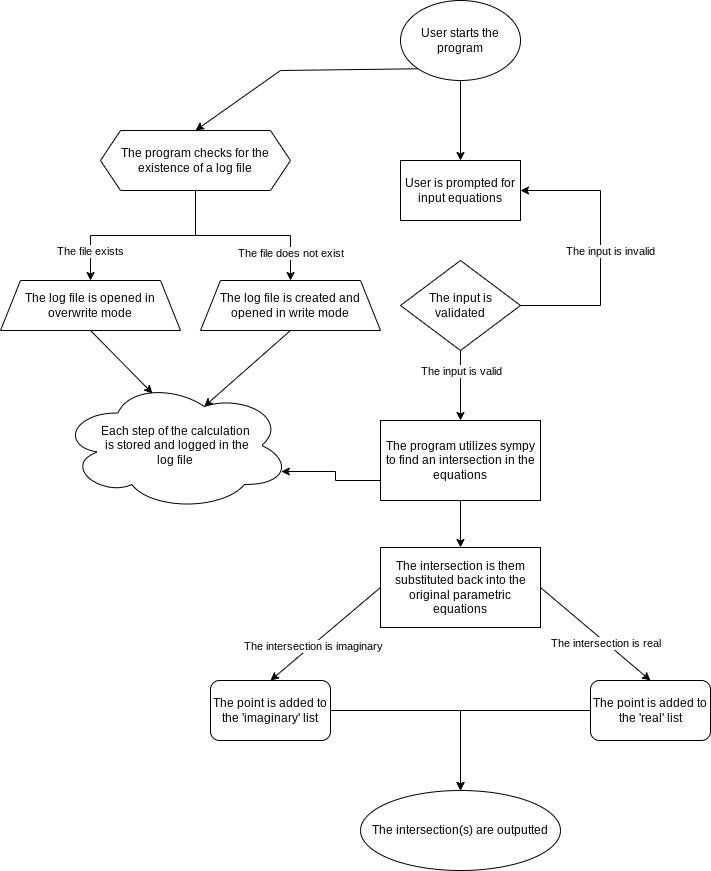 User starts the
program
The program checks for the
existence of a log file
User is prompted for
input equations
The file exists
The file does not exist
The input is invalid
The log file is opened in
overwrite mode
The log file is created and
opened in write mode
The input is
validated
The input is valid
Each step of the calculation
is stored and logged in the
log file
The program utilizes sympy
to find an intersection in the
equations
The intersection is them
substituted back into the
original parametric
equations
The intersection is imaginary
The intersection is real
The point is added to
the 'imaginary' list
The point is added to
the 'real' list
The intersection(s) are outputted